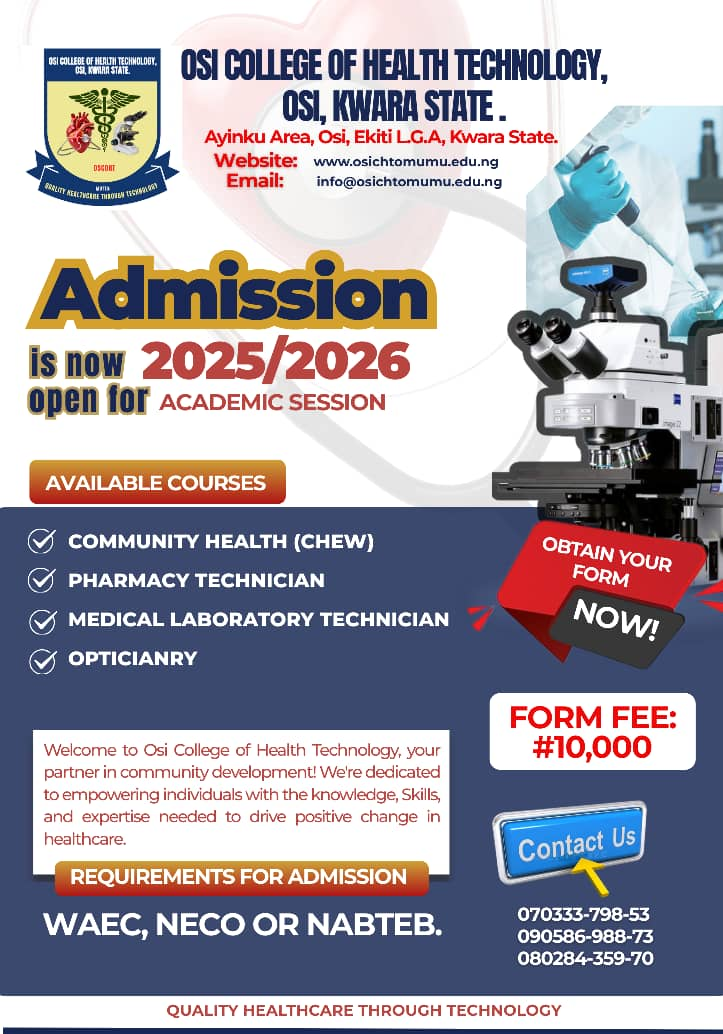 OSI COLLEGE OF HEALTH TECHNOLOGY,
OSI, KWARA STATE.
OSCOHT
MOTTO
QUALITY HEALTHCARE THROUGH TECHNOLOGY
OSI COLLEGE OF HEALTH TECHNOLOGY,
OSI, KWARA STATE .
Ayinku Area, Osi, Ekiti L.G.A, Kwara State.
Website: www.osichtomumu.edu.ng
Email: info@osichtomumu.edu.ng
Admission
is now 2025/2026
open for ACADEMIC SESSION
AVAILABLE COURSES
COMMUNITY HEALTH (CHEW)
PHARMACY TECHNICIAN
MEDICAL LABORATORY TECHNICIAN
OPTICIANRY
OBTAIN YOUR
FORM
NOW!
FORM FEE:
#10,000
Welcome to Osi College of Health Technology, your
partner in community development! We're dedicated
to empowering individuals with the knowledge, Skills,
and expertise needed to drive positive change in
healthcare.
REQUIREMENTS FOR ADMISSION
WAEC, NECO OR NABTEB.
Contact Us
070333-798-53
090586-988-73
080284-359-70
QUALITY HEALTHCARE THROUGH TECHNOLOGY